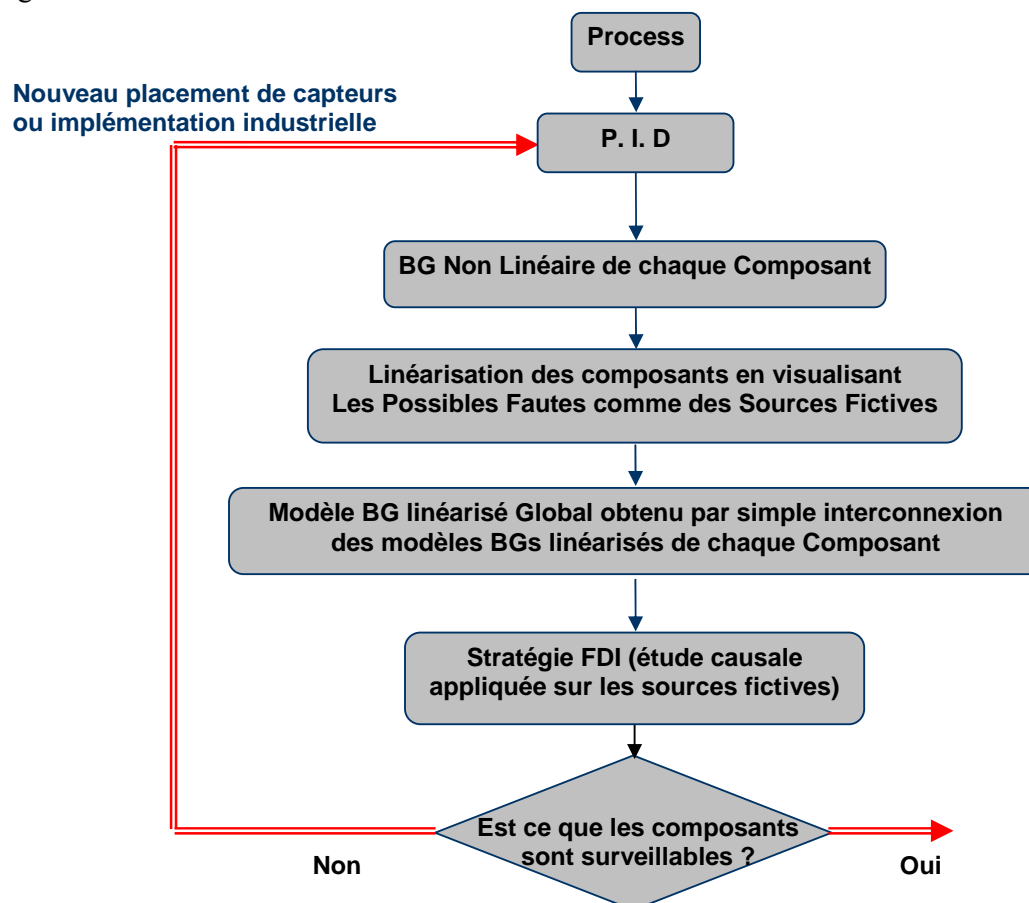 Process
Nouveau placement de capteurs
ou implémentation industrielle
P. I. D
BG Non Linéaire de chaque Composant
Linéarisation des composants en visualisant
Les Possibles Fautes comme des Sources Fictives
Modèle BG linéarisé Global obtenu par simple interconnexion
des modèles BGs linéarisés de chaque Composant
Stratégie FDI (étude causale
appliquée sur les sources fictives)
Est ce que les composants
sont surveillables ?
Non
Oui